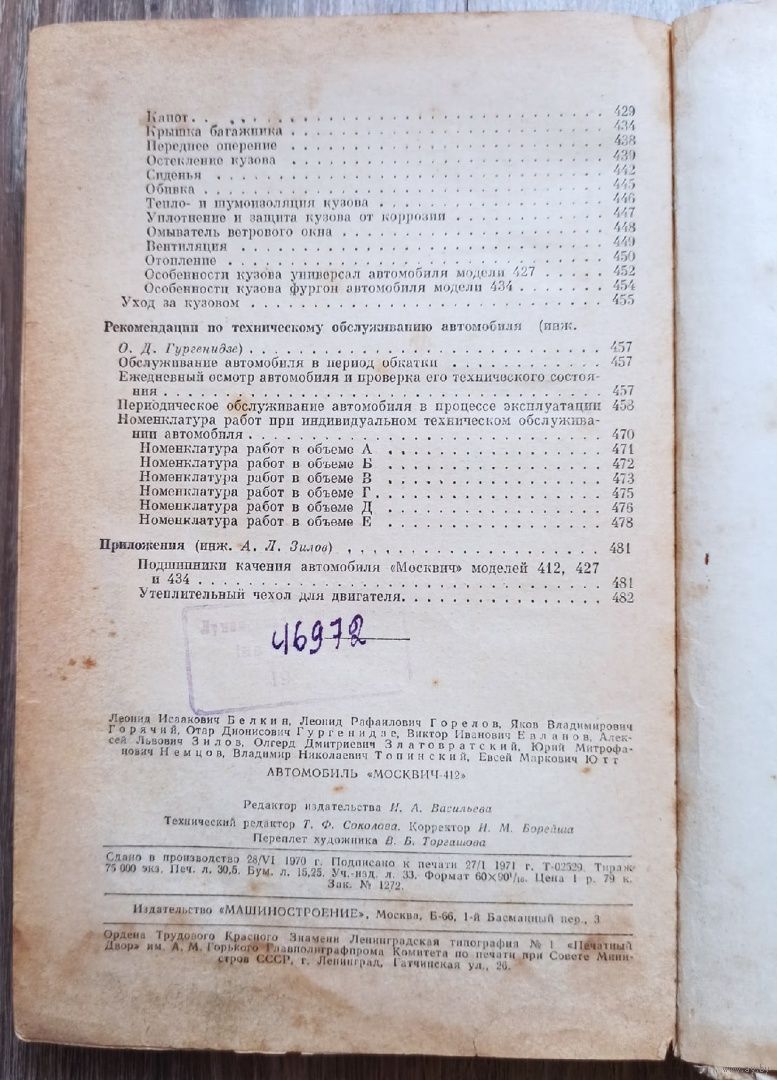 Капот . . . . . . . . 429
Крышка багажника . . . . . . . . 434
Переднее оперение . . . . . . . . 438
Остекление кузова . . . . . . . . 439
Сиденья . . . . . . . . 442
Обивка . . . . . . . . 445
Тепло- и шумоизоляция кузова . . . . . . . . 446
Уплотнение и защита кузова от коррозии . . . . . . . . 447
Омыватель ветрового окна . . . . . . . . 448
Вентиляция . . . . . . . . 449
Отопление . . . . . . . . 450
Особенности кузова универсал автомобиля модели 427 . . . . . 452
Особенности кузова фургон автомобиля модели 434 . . . . . . . 454
Уход за кузовом . . . . . . . . 455
Рекомендации по техническому обслуживанию автомобиля (инж.
О. Д. Гургенидзе) . . . . . . . . 457
Обслуживание автомобиля в период обкатки . . . . . . . . 457
Ежедневный осмотр автомобиля и проверка его технического состоя-
ния . . . . . . . . 457
Периодическое обслуживание автомобиля в процессе эксплуатации 458
Номенклатура работ при индивидуальном техническом обслужива-
нии автомобиля . . . . . . . . 470
Номенклатура работ в объеме А . . . . . . . . 471
Номенклатура работ в объеме Б . . . . . . . . 472
Номенклатура работ в объеме В . . . . . . . . 473
Номенклатура работ в объеме Г . . . . . . . . 475
Номенклатура работ в объеме Д . . . . . . . . 476
Номенклатура работ в объеме Е . . . . . . . . 478
Приложения (инж. А. Л. Зилов) . . . . . . . . 481
Подшипники качения автомобиля «Москвич» моделей 412, 427
и 434 . . . . . . . . 481
Утеплительный чехол для двигателя . . . . . . . . 482
46972
Леонид Исаакович Белкин, Леонид Рафаилович Горелов, Яков Владимирович
Горячий, Отар Дионисович Гургенидзе, Виктор Иванович Евланов, Алек-
сей Львович Зилов, Олгерд Дмитриевич Златовратский, Юрий Митрофа-
нович Немцов, Владимир Николаевич Топинский, Евсей Маркович Ютт
АВТОМОБИЛЬ «МОСКВИЧ-412»
Редактор издательства И. А. Васильева
Технический редактор Т. Ф. Соколова. Корректор И. М. Борейша
Переплет художника В. Б. Торгашова
Сдано в производство 28/VI 1970 г. Подписано к печати 27/I 1971 г. Т-02529. Тираж
75 000 экз. Печ. л. 30,5. Бум. л. 15,25. Уч.-изд. л. 33. Формат 60×90¹/₁₆. Цена 1 р. 79 к.
Зак. № 1272.
Издательство «МАШИНОСТРОЕНИЕ», Москва, Б-66, 1-й Басманный пер., 3
Ордена Трудового Красного Знамени Ленинградская типография № 1 «Печатный
Двор» им. А. М. Горького Главполиграфпрома Комитета по печати при Совете Мини-
стров СССР, г. Ленинград, Гатчинская ул., 26.